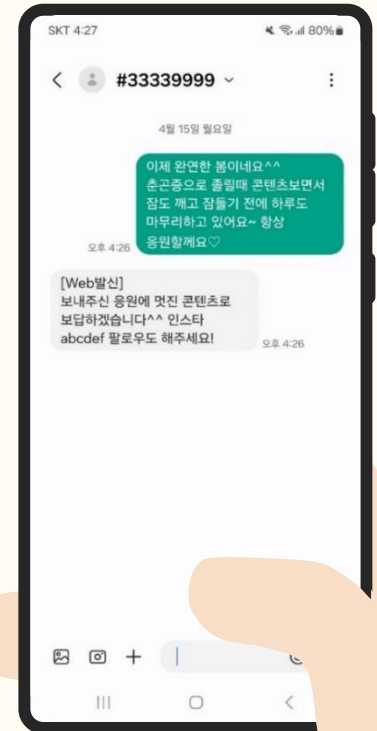 SKT 4:27
80%
#33339999
4월 15일 월요일
이제 완연한 봄이네요^^
춘곤증으로 졸릴때 콘텐츠보면서
잠도 깨고 잠들기 전에 하루도
마무리하고 있어요~ 항상
응원할께요♡
오후 4:26
[Web발신]
보내주신 응원에 멋진 콘텐츠로
보답하겠습니다^^ 인스타
abcdef 팔로우도 해주세요!
오후 4:26